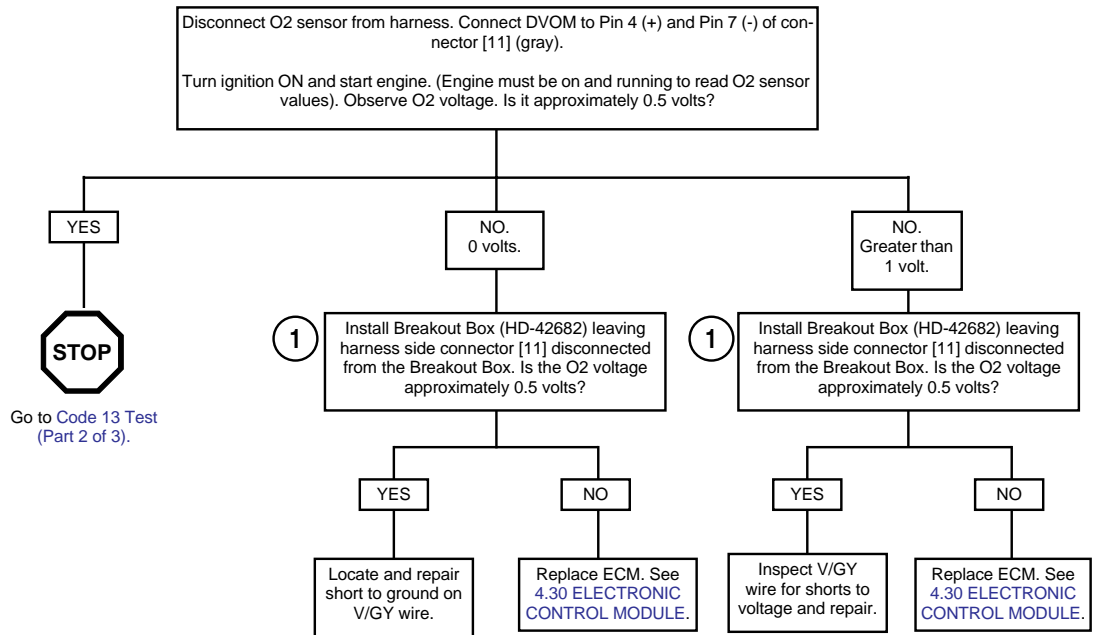 Disconnect O2 sensor from harness. Connect DVOM to Pin 4 (+) and Pin 7 (-) of con-
nector [11] (gray).
Turn ignition ON and start engine. (Engine must be on and running to read O2 sensor
values). Observe O2 voltage. Is it approximately 0.5 volts?
YES
NO.
0 volts.
NO.
Greater than
1 volt.
STOP
Go to Code 13 Test
(Part 2 of 3).
1
Install Breakout Box (HD-42682) leaving
harness side connector [11] disconnected
from the Breakout Box. Is the O2 voltage
approximately 0.5 volts?
1
Install Breakout Box (HD-42682) leaving
harness side connector [11] disconnected
from the Breakout Box. Is the O2 voltage
approximately 0.5 volts?
YES
NO
YES
NO
Locate and repair
short to ground on
V/GY wire.
Replace ECM. See
4.30 ELECTRONIC
CONTROL MODULE.
Inspect V/GY
wire for shorts to
voltage and repair.
Replace ECM. See
4.30 ELECTRONIC
CONTROL MODULE.